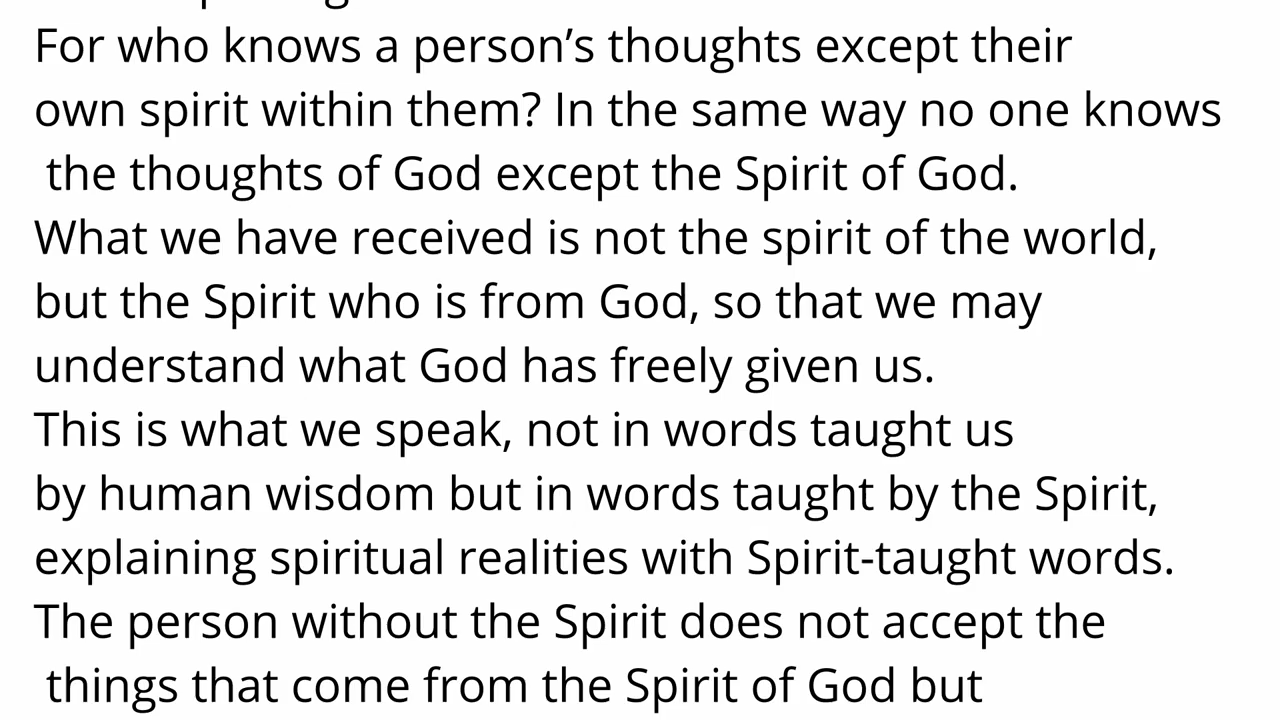 For who knows a person’s thoughts except their
own spirit within them? In the same way no one knows
the thoughts of God except the Spirit of God.
What we have received is not the spirit of the world,
but the Spirit who is from God, so that we may
understand what God has freely given us.
This is what we speak, not in words taught us
by human wisdom but in words taught by the Spirit,
explaining spiritual realities with Spirit-taught words.
The person without the Spirit does not accept the
things that come from the Spirit of God but